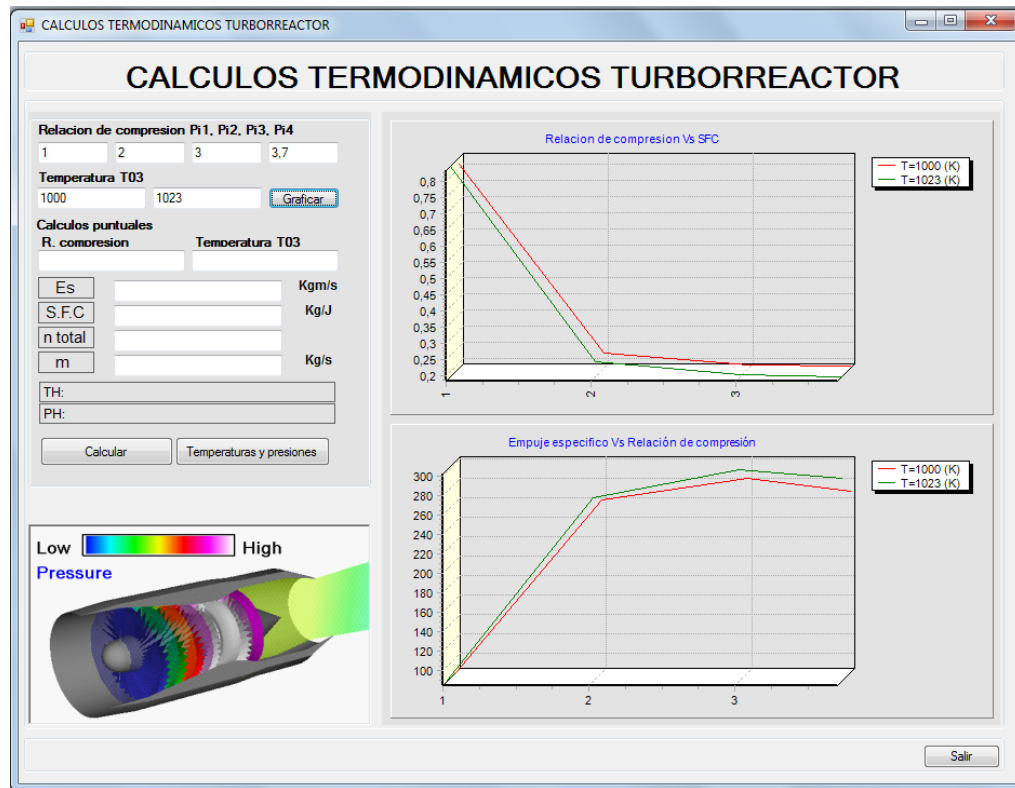 CALCULOS TERMODINAMICOS TURBORREACTOR
CALCULOS TERMODINAMICOS TURBORREACTOR
Relacion de compresion Pi1, Pi2, Pi3, Pi4
1 2 3 3,7
Temperatura T03
1000 1023 Graficar
Calculos puntuales
R. compresion Temperatura T03
Es Kgm/s
S.F.C Kg/J
n total
m Kg/s
TH:
PH:
Calcular Temperaturas y presiones
Low High
Pressure
Relacion de compresion Vs SFC
T=1000 (K)
T=1023 (K)
0,8
0,75
0,7
0,65
0,6
0,55
0,5
0,45
0,4
0,35
0,3
0,25
0,2
1 2 3
Empuje especifico Vs Relación de compresión
T=1000 (K)
T=1023 (K)
300
280
260
240
220
200
180
160
140
120
100
1 2 3
Salir